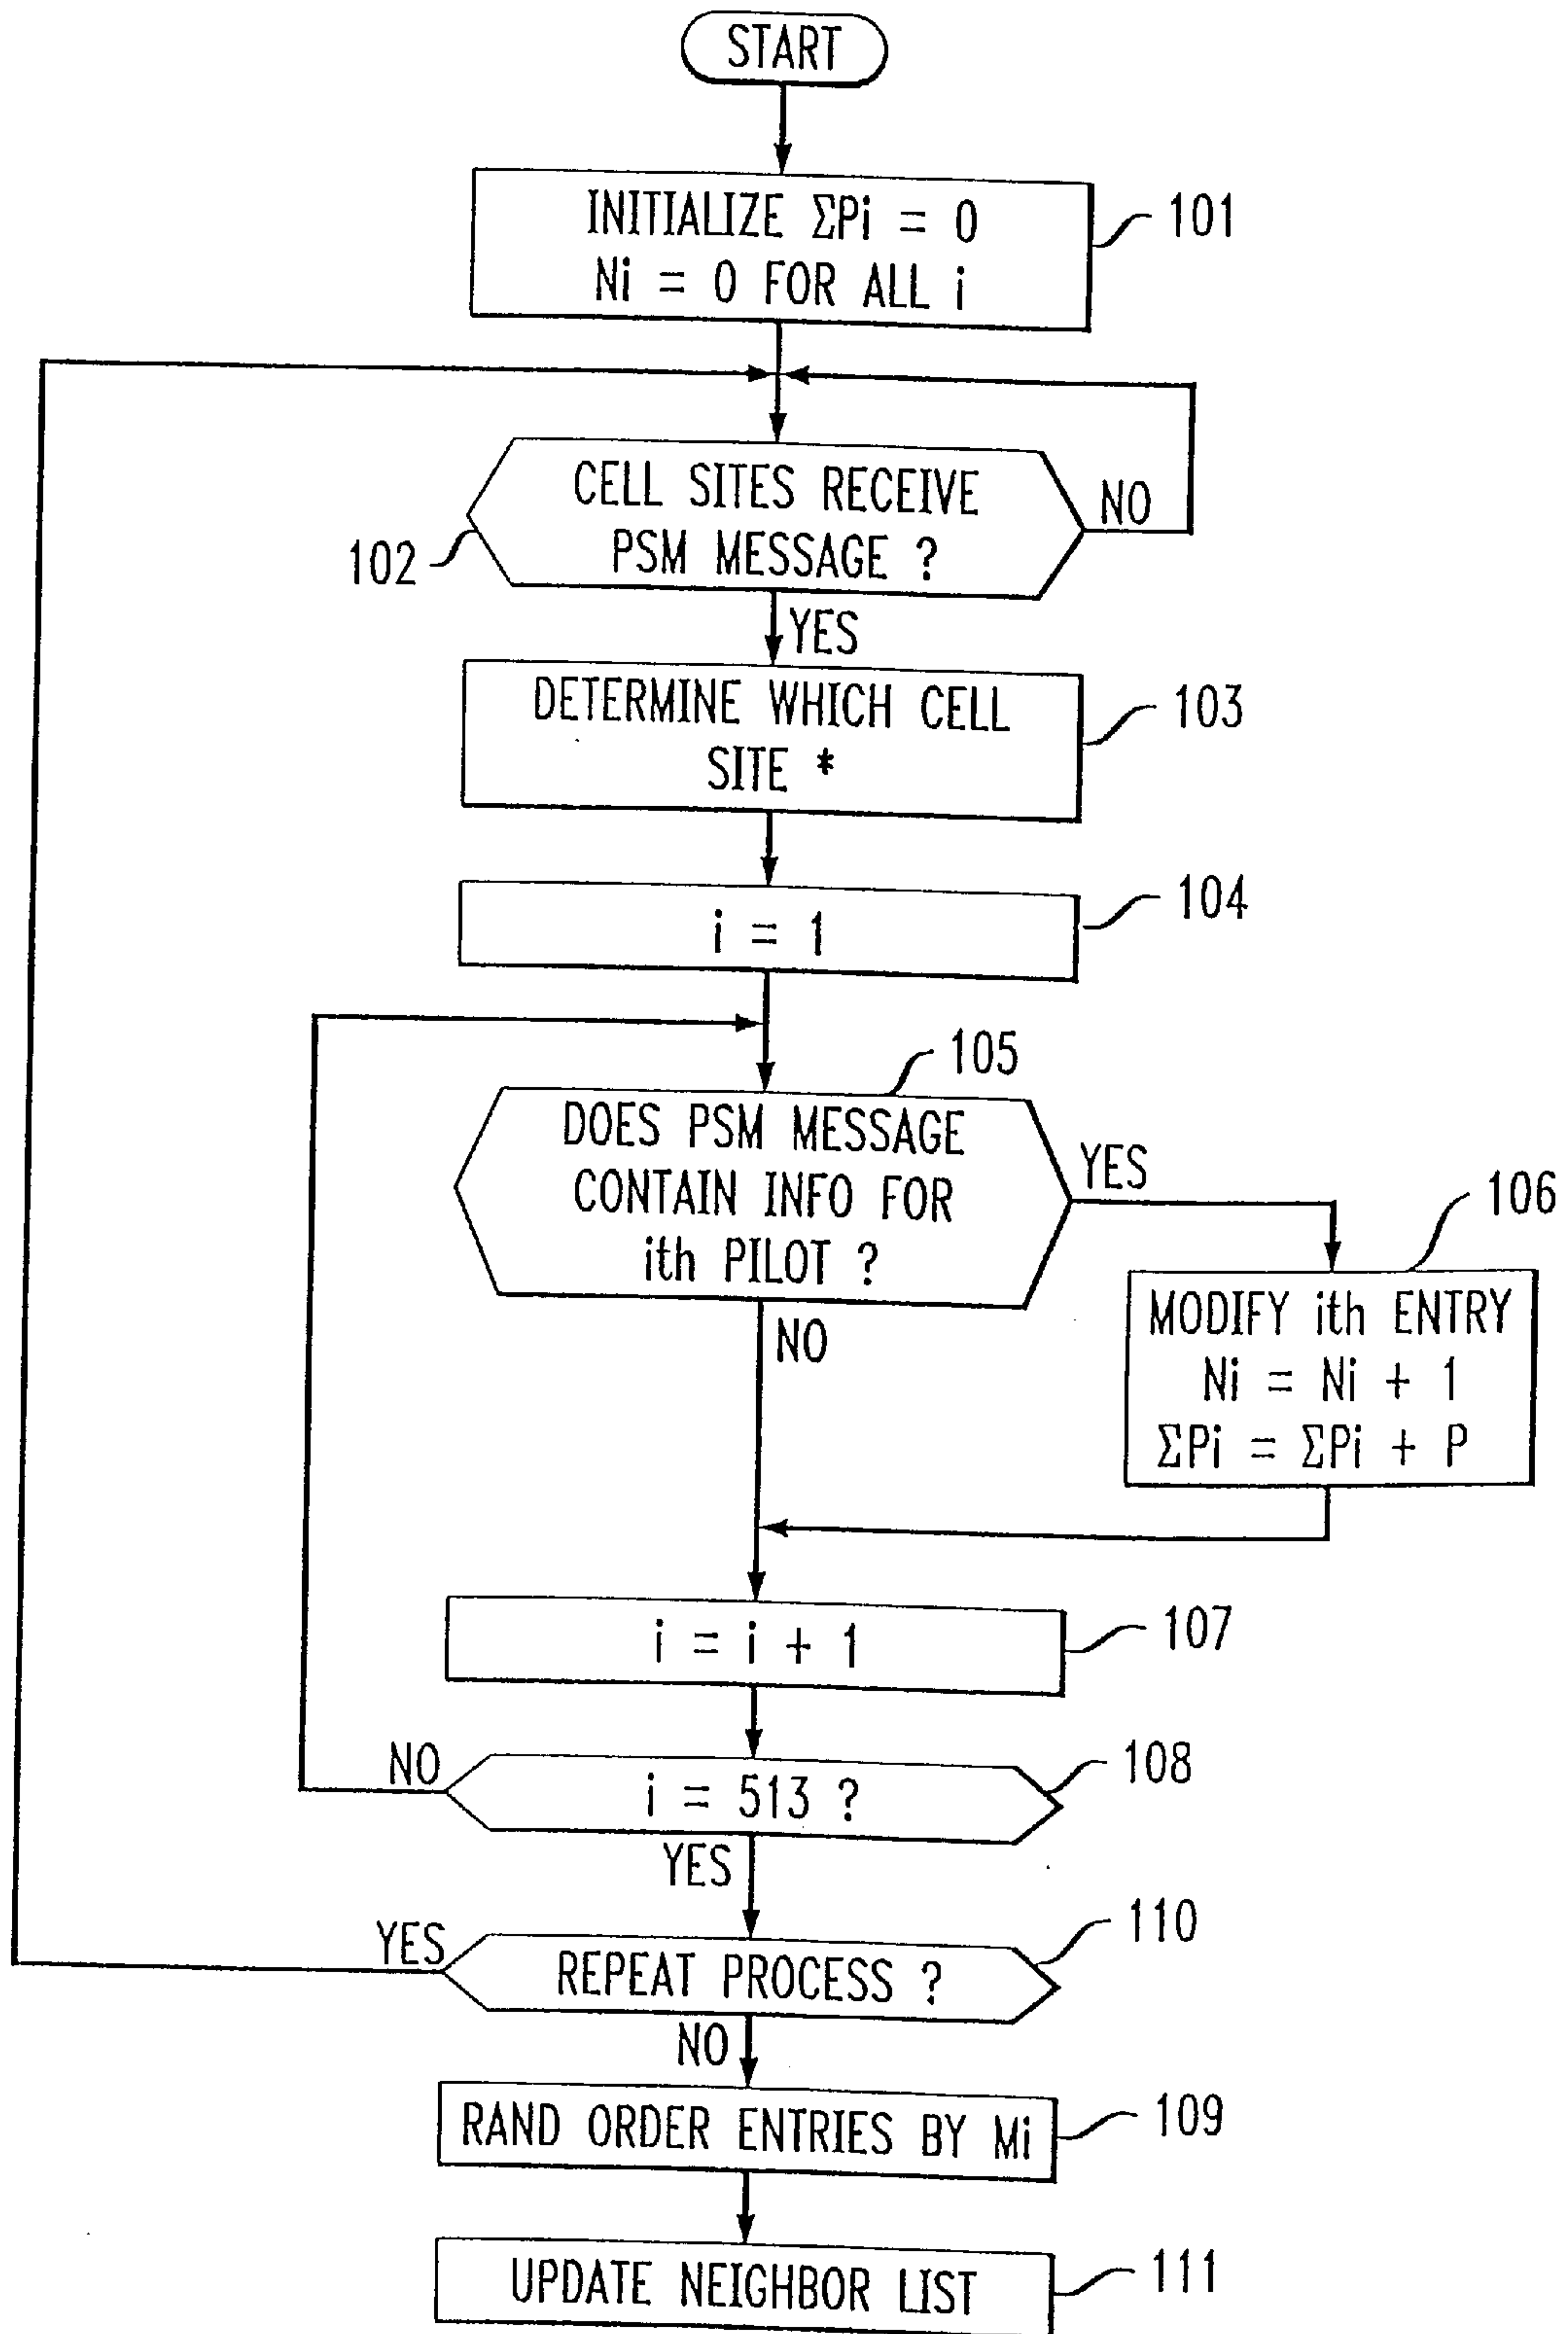 START
INITIALIZE ΣPi = 0
Ni = 0 FOR ALL i
101
CELL SITES RECEIVE
PSM MESSAGE ?
NO
102
YES
DETERMINE WHICH CELL
SITE *
103
i = 1
104
105
DOES PSM MESSAGE
CONTAIN INFO FOR
ith PILOT ?
YES
106
NO
MODIFY ith ENTRY
Ni = Ni + 1
ΣPi = ΣPi + P
i = i + 1
107
NO
i = 513 ?
108
YES
YES
REPEAT PROCESS ?
110
NO
RAND ORDER ENTRIES BY Mi
109
UPDATE NEIGHBOR LIST
111